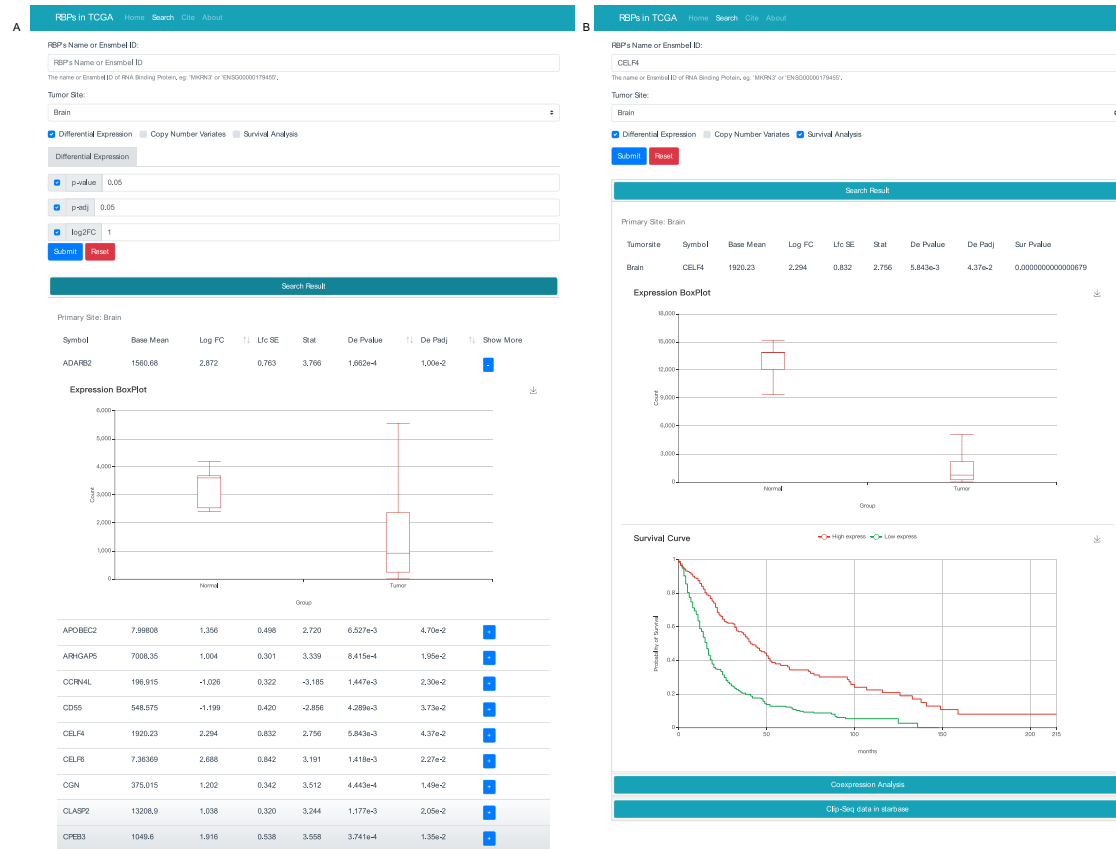 A
RBPs in TCGA Home Search Cite About
RBP's Name or Ensmbel ID:
RBP's Name or Ensmbel ID
The name or Ensmbel ID of RNA Binding Protein, eg: 'MKRN3' or 'ENSG00000179455'.
Tumor Site:
Brain
Differential Expression Copy Number Variates Survival Analysis
Differential Expression
p-value 0.05
p-adj 0.05
log2FC 1
Submit Reset
Search Result
Primary Site: Brain
Symbol Base Mean Log FC ↑↓ Lfc SE Stat De Pvalue ↑↓ De Padj ↑↓ Show More
ADARB2 1560.68 2.872 0.763 3.766 1.662e-4 1.00e-2 -
Expression BoxPlot
6,000
5,000
4,000
3,000
2,000
1,000
0
Count
Normal Tumor
Group
APOBEC2 7.99808 1.356 0.498 2.720 6.527e-3 4.70e-2 +
ARHGAP5 7008.35 1.004 0.301 3.339 8.415e-4 1.95e-2 +
CCRN4L 196.915 -1.026 0.322 -3.185 1.447e-3 2.30e-2 +
CD55 548.575 -1.199 0.420 -2.856 4.289e-3 3.73e-2 +
CELF4 1920.23 2.294 0.832 2.756 5.843e-3 4.37e-2 +
CELF6 7.36369 2.688 0.842 3.191 1.418e-3 2.27e-2 +
CGN 375.015 1.202 0.342 3.512 4.443e-4 1.49e-2 +
CLASP2 13208.9 1.038 0.320 3.244 1.177e-3 2.05e-2 +
CPEB3 1049.6 1.916 0.538 3.558 3.741e-4 1.35e-2 +
B
RBPs in TCGA Home Search Cite About
RBP's Name or Ensmbel ID:
CELF4
The name or Ensmbel ID of RNA Binding Protein, eg: 'MKRN3' or 'ENSG00000179455'.
Tumor Site:
Brain
Differential Expression Copy Number Variates Survival Analysis
Submit Reset
Search Result
Primary Site: Brain
Tumorsite Symbol Base Mean Log FC Lfc SE Stat De Pvalue De Padj Sur Pvalue
Brain CELF4 1920.23 2.294 0.832 2.756 5.843e-3 4.37e-2 0.0000000000000679
Expression BoxPlot
18,000
15,000
12,000
9,000
6,000
3,000
0
Count
Normal Tumor
Group
Survival Curve
High express Low express
1
0.8
0.6
0.4
0.2
0
Probability of Survival
0 50 100 150 200 215
months
Coexpression Analysis
Clip-Seq data in starbase